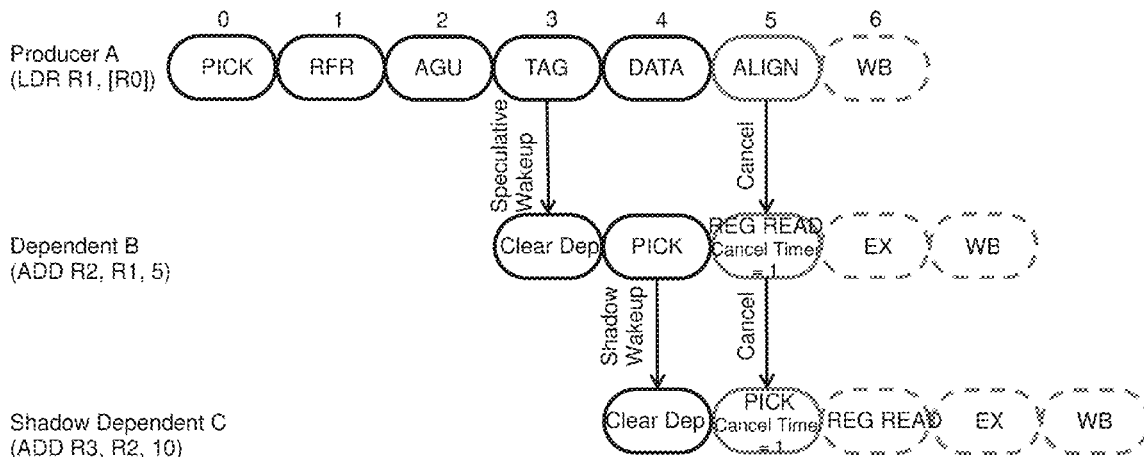 0 1 2 3 4 5 6
Producer A
(LDR R1, [R0])
PICK RFR AGU TAG DATA ALIGN WB
Speculative
Wakeup
Cancel
Dependent B
(ADD R2, R1, 5)
Clear Dep PICK REG READ
Cancel Timer
= 1
EX WB
Shadow
Wakeup
Cancel
Shadow Dependent C
(ADD R3, R2, 10)
Clear Dep PICK
Cancel Timer
= 1
REG READ EX WB